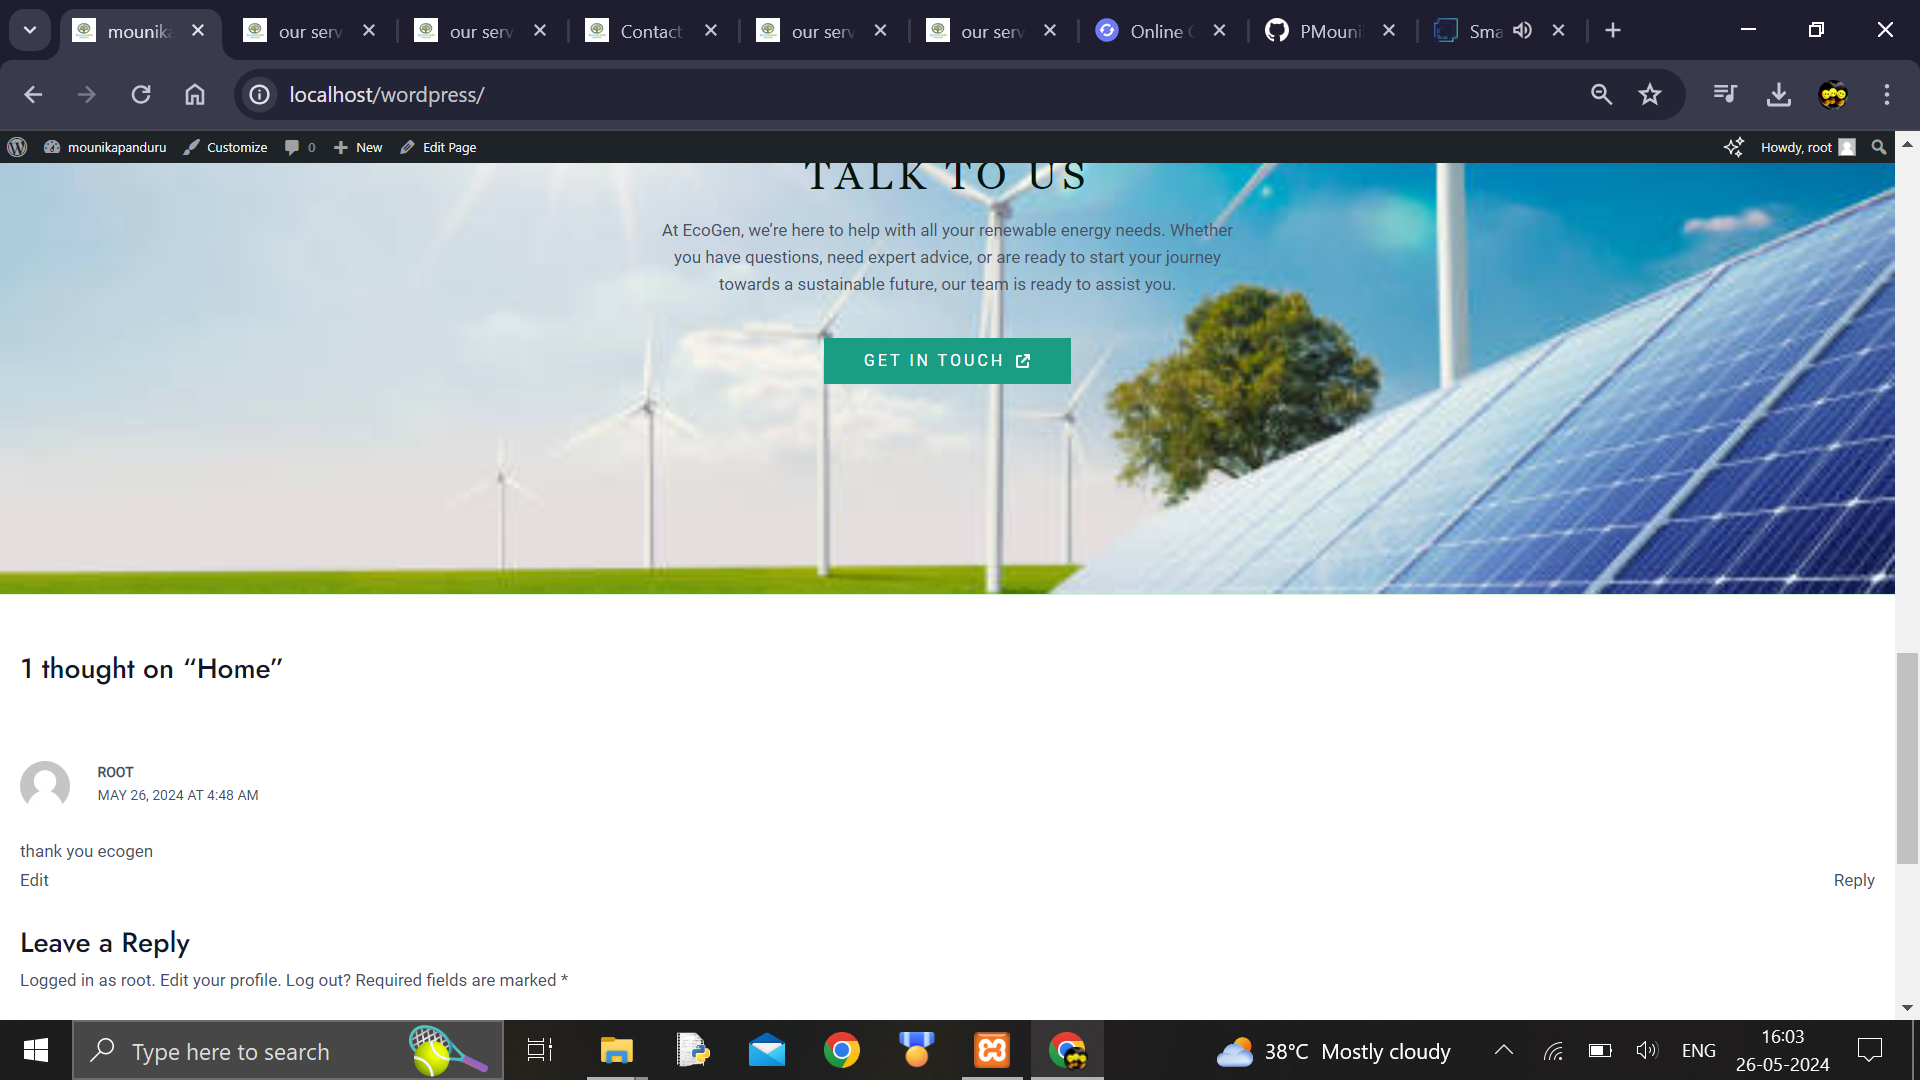 mounika
our serv
our serv
Contact
our serv
our serv
Online
PMouni
Sma
localhost/wordpress/
mounikapanduru
Customize
0
New
Edit Page
Howdy, root
TALK TO US
At EcoGen, we’re here to help with all your renewable energy needs. Whether
you have questions, need expert advice, or are ready to start your journey
towards a sustainable future, our team is ready to assist you.
GET IN TOUCH
1 thought on “Home”
ROOT
MAY 26, 2024 AT 4:48 AM
thank you ecogen
Edit
Reply
Leave a Reply
Logged in as root. Edit your profile. Log out? Required fields are marked *
Type here to search
38°C Mostly cloudy
ENG
16:03
26-05-2024